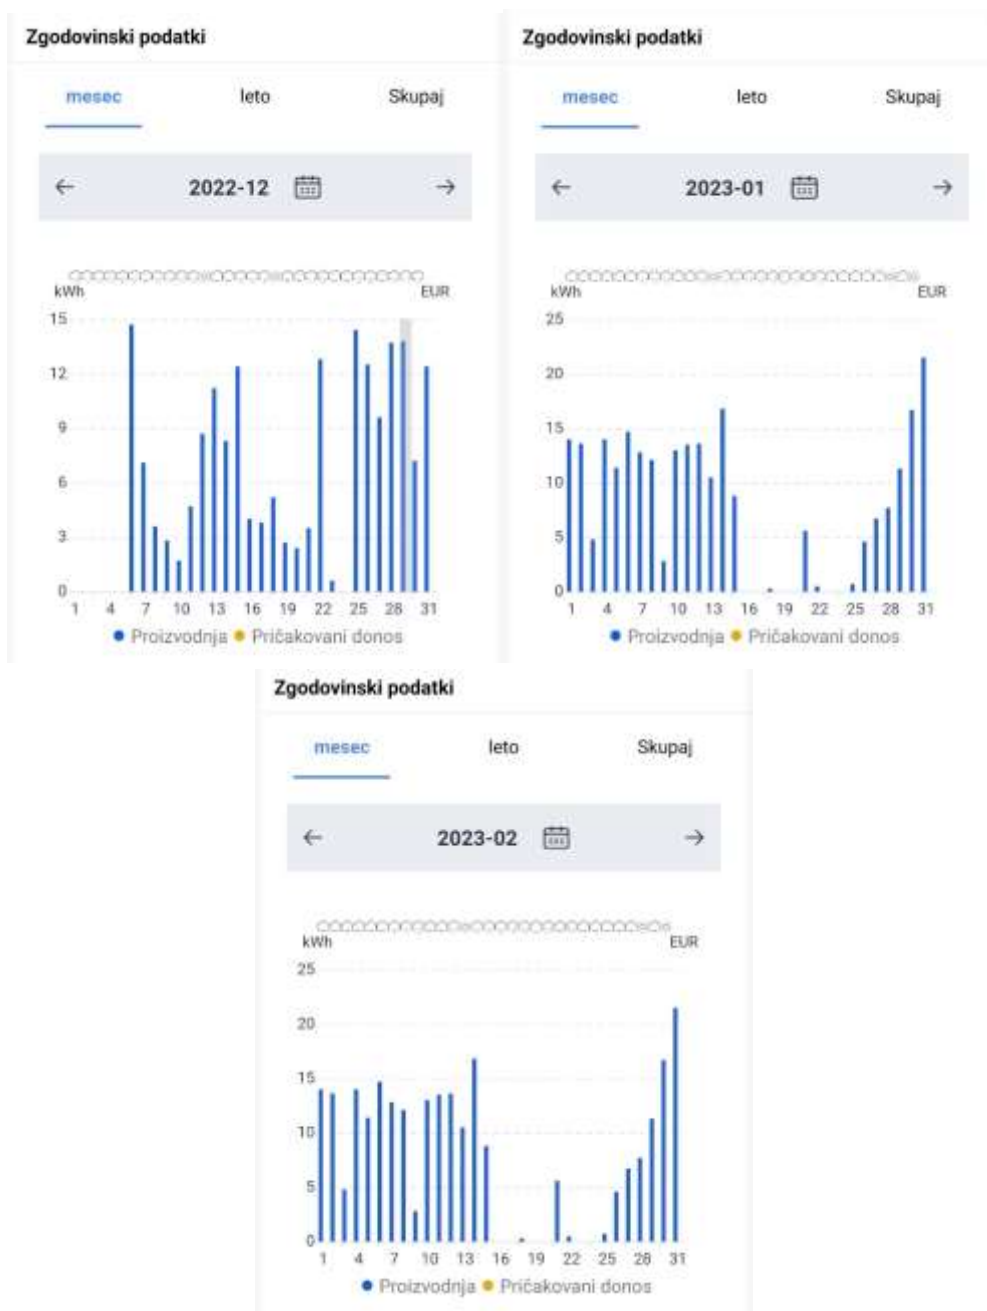 Zgodovinski podatki
mesec leto Skupaj
← 2022-12 →
kWh EUR
15
12
9
6
3
0
1 4 7 10 13 16 19 22 25 28 31
Proizvodnja Pričakovani donos
Zgodovinski podatki
mesec leto Skupaj
← 2023-01 →
kWh EUR
25
20
15
10
5
0
1 4 7 10 13 16 19 22 25 28 31
Proizvodnja Pričakovani donos
Zgodovinski podatki
mesec leto Skupaj
← 2023-02 →
kWh EUR
25
20
15
10
5
0
1 4 7 10 13 16 19 22 25 28 31
Proizvodnja Pričakovani donos